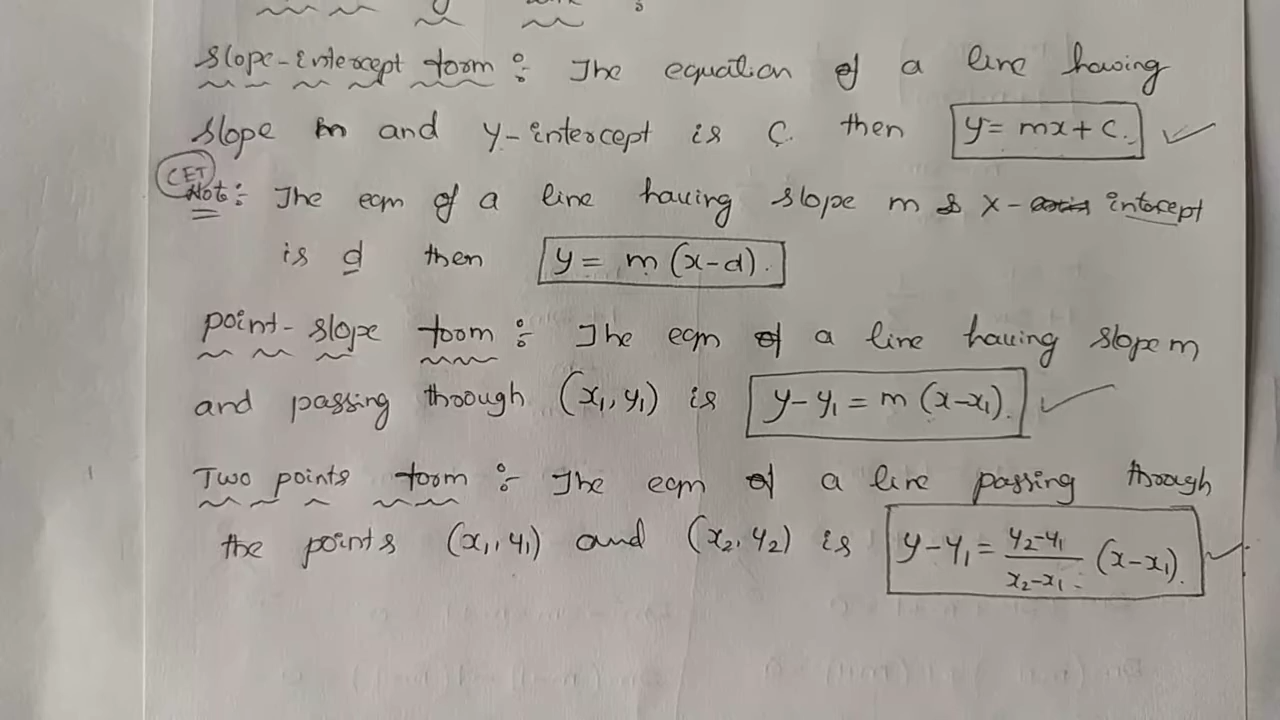 Slope-intercept form :- The equation of a line having
slope m and y-intercept is c. then y = mx + c.
CET
Note :- The eqn of a line having slope m & x- intercept
is d then y = m (x-d).
point-slope form :- The eqn of a line having slope m
and passing through (x₁, y₁) is y - y₁ = m (x-x₁).
Two points form :- The eqn of a line passing through
the points (x₁, y₁) and (x₂, y₂) is y - y₁ = y₂-y₁/x₂-x₁ (x-x₁).